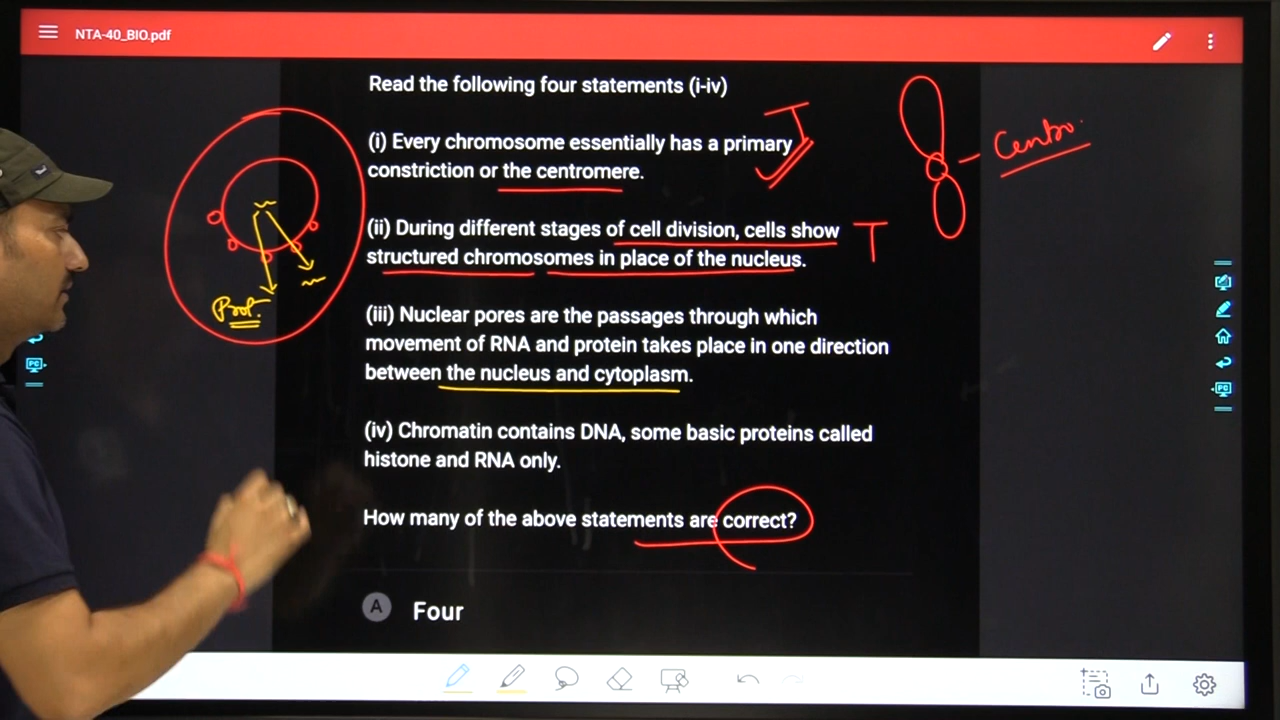 NTA-40_BIO.pdf
Read the following four statements (i-iv)
(i) Every chromosome essentially has a primary
constriction or the centromere.
T
Centro.
(ii) During different stages of cell division, cells show
structured chromosomes in place of the nucleus.
T
(iii) Nuclear pores are the passages through which
movement of RNA and protein takes place in one direction
between the nucleus and cytoplasm.
(iv) Chromatin contains DNA, some basic proteins called
histone and RNA only.
How many of the above statements are correct?
A Four
PC
PC